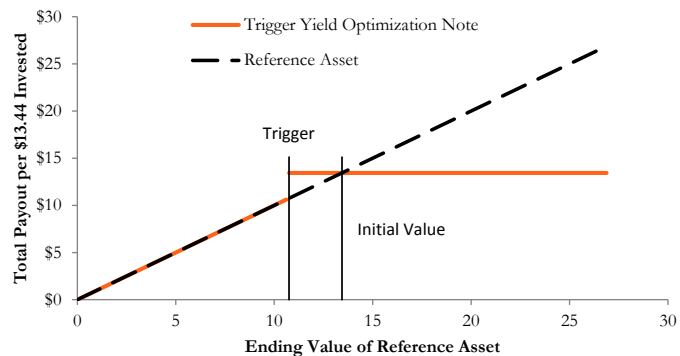 Trigger Yield Optimization Note
Reference Asset
Total Payout per $13.44 Invested
$30
$25
$20
$15
$10
$5
$0
Trigger
Initial Value
0
5
10
15
20
25
30
Ending Value of Reference Asset